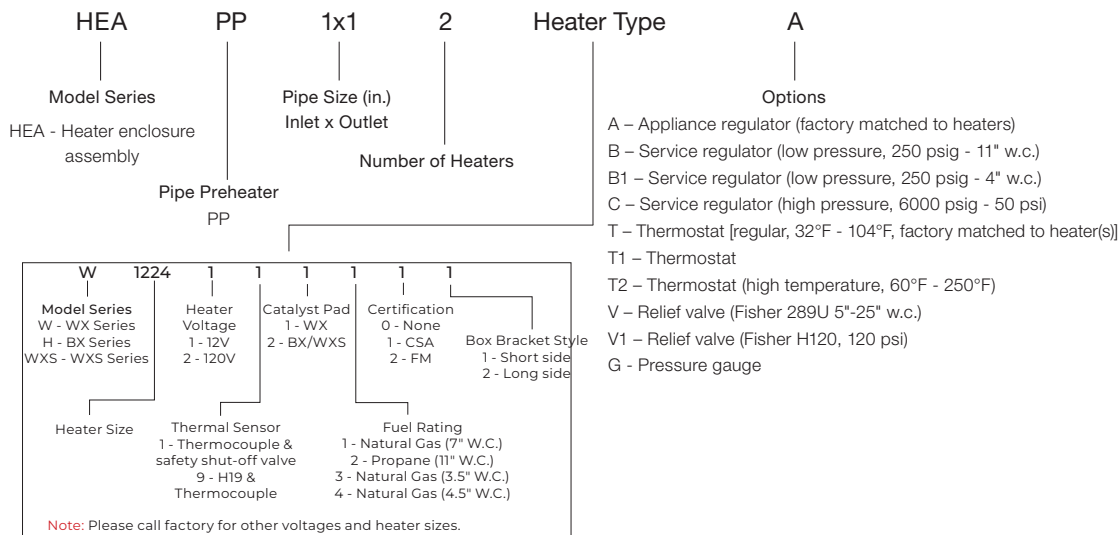 HEA PP 1x1 2 Heater Type A
Model Series
HEA - Heater enclosure
assembly
Pipe Preheater
PP
Pipe Size (in.)
Inlet x Outlet
Number of Heaters
Options
A – Appliance regulator (factory matched to heaters)
B – Service regulator (low pressure, 250 psig - 11" w.c.)
B1 – Service regulator (low pressure, 250 psig - 4" w.c.)
C – Service regulator (high pressure, 6000 psig - 50 psi)
T – Thermostat [regular, 32°F - 104°F, factory matched to heater(s)]
T1 – Thermostat
T2 – Thermostat (high temperature, 60°F - 250°F)
V – Relief valve (Fisher 289U 5"-25" w.c.)
V1 – Relief valve (Fisher H120, 120 psi)
G - Pressure gauge
W 1224 1 1 1 1 1 1
Model Series
W - WX Series
H - BX Series
WXS - WXS Series
Heater
Voltage
1 - 12V
2 - 120V
Catalyst Pad
1 - WX
2 - BX/WXS
Certification
0 - None
1 - CSA
2 - FM
Box Bracket Style
1 - Short side
2 - Long side
Heater Size
Thermal Sensor
1 - Thermocouple &
safety shut-off valve
9 - H19 &
Thermocouple
Fuel Rating
1 - Natural Gas (7" W.C.)
2 - Propane (11" W.C.)
3 - Natural Gas (3.5" W.C.)
4 - Natural Gas (4.5" W.C.)
Note: Please call factory for other voltages and heater sizes.